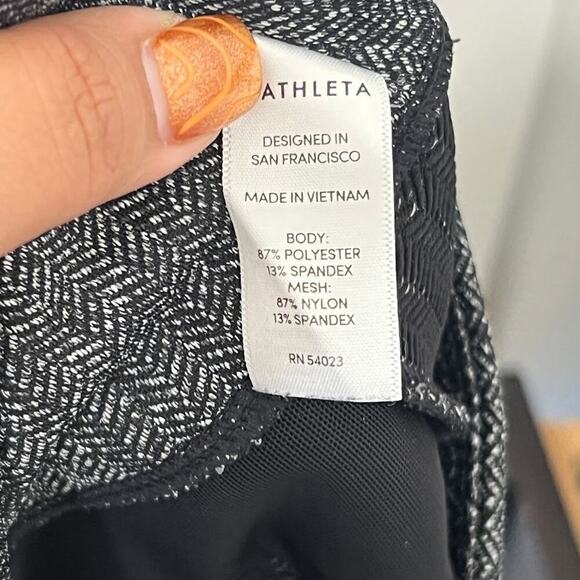 ATHLETA
DESIGNED IN
SAN FRANCISCO
MADE IN VIETNAM
BODY:
87% POLYESTER
13% SPANDEX
MESH:
87% NYLON
13% SPANDEX
RN 54023